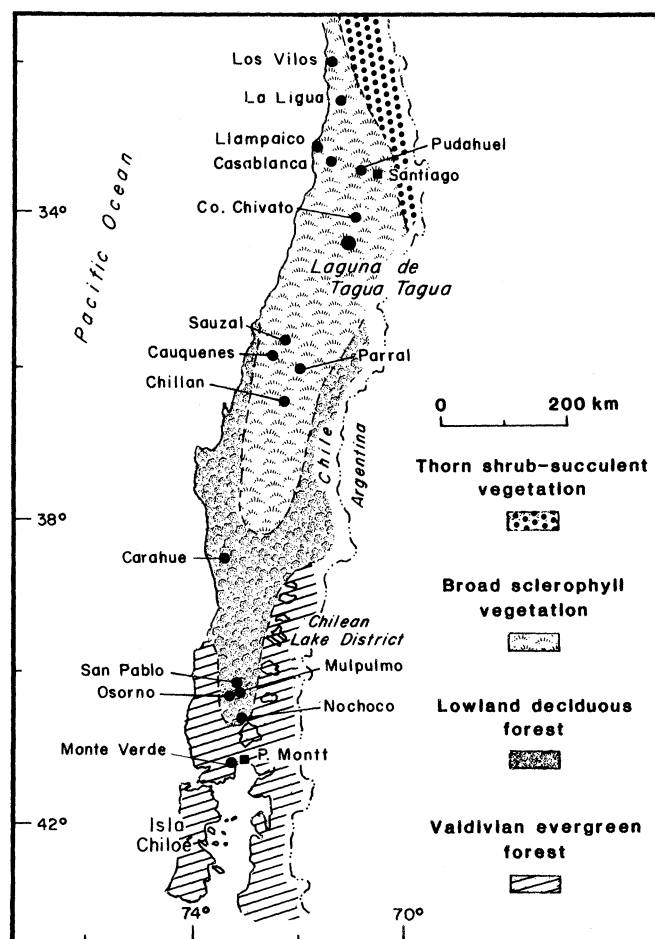 Los Vilos
La Ligua
Llampaico
Pudahuel
Casablanca
Santiago
Pacific Ocean
34°
Co. Chivato
Laguna de
Tagua Tagua
Sauzal
Cauquenes
Parral
Chillan
0 200 km
Chile
Argentina
Thorn shrub-succulent
vegetation
38°
Carahue
Broad sclerophyll
vegetation
Chilean
Lake District
San Pablo
Mulpulmo
Osorno
Nochoco
Lowland deciduous
forest
Monte Verde
P. Montt
42°
Isla
Chiloé
Valdivian evergreen
forest
74° 70°